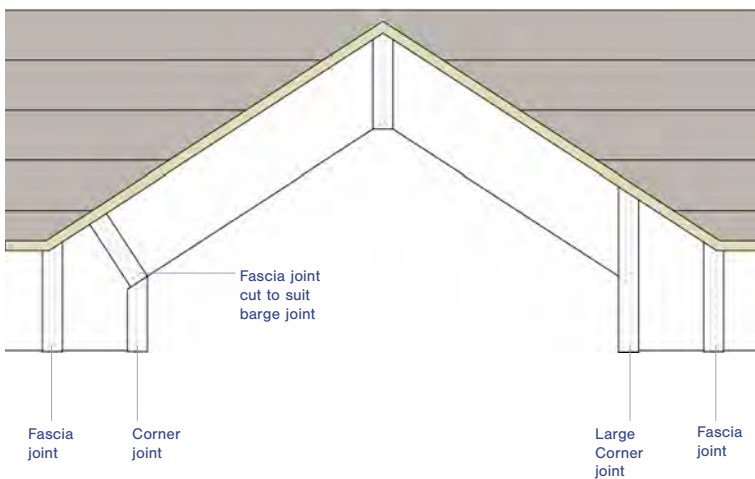 Fascia joint
cut to suit
barge joint
Fascia
joint
Corner
joint
Large
Corner
joint
Fascia
joint